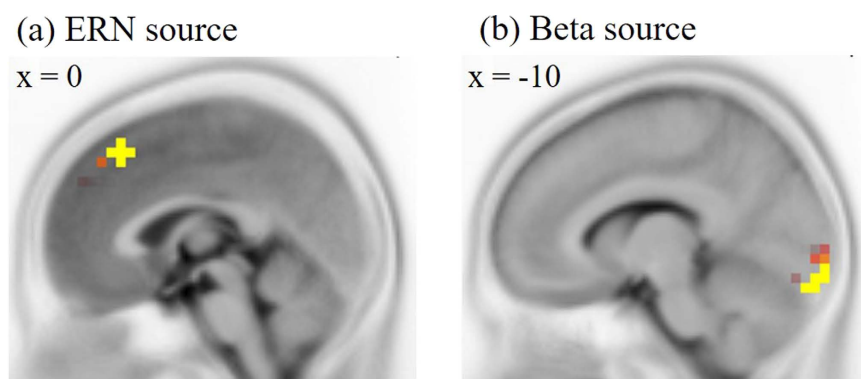 (a) ERN source
(b) Beta source
x = 0
x = -10